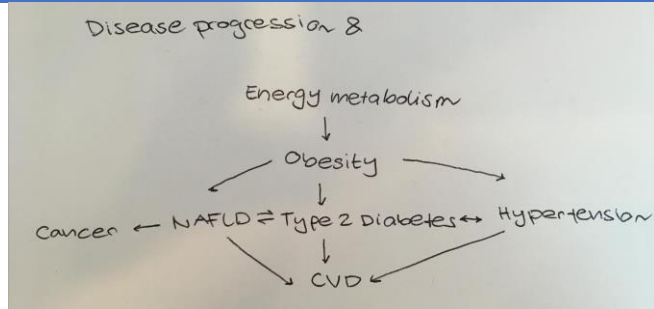 Disease progression &
Energy metabolism
↓
Obesity
↓
Cancer ← NAFLD ⇌ Type 2 Diabetes ↔ Hypertension
↓
CVD